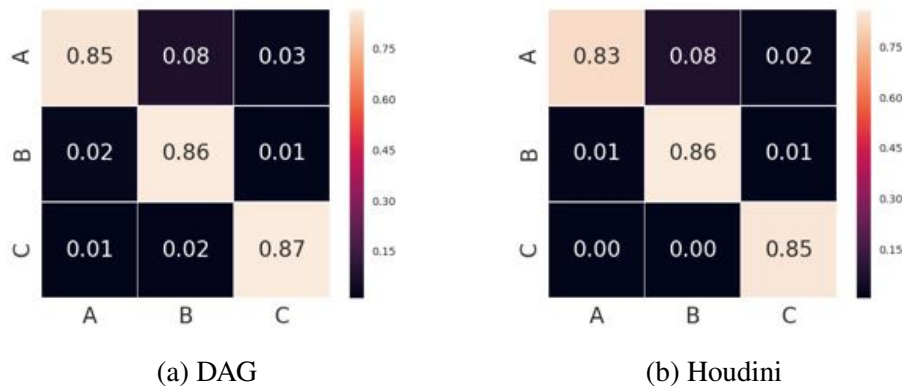 A 0.85 0.08 0.03 0.75
0.60
B 0.02 0.86 0.01 0.45
0.30
C 0.01 0.02 0.87 0.15
A B C
(a) DAG
A 0.83 0.08 0.02 0.75
0.60
B 0.01 0.86 0.01 0.45
0.30
C 0.00 0.00 0.85 0.15
A B C
(b) Houdini